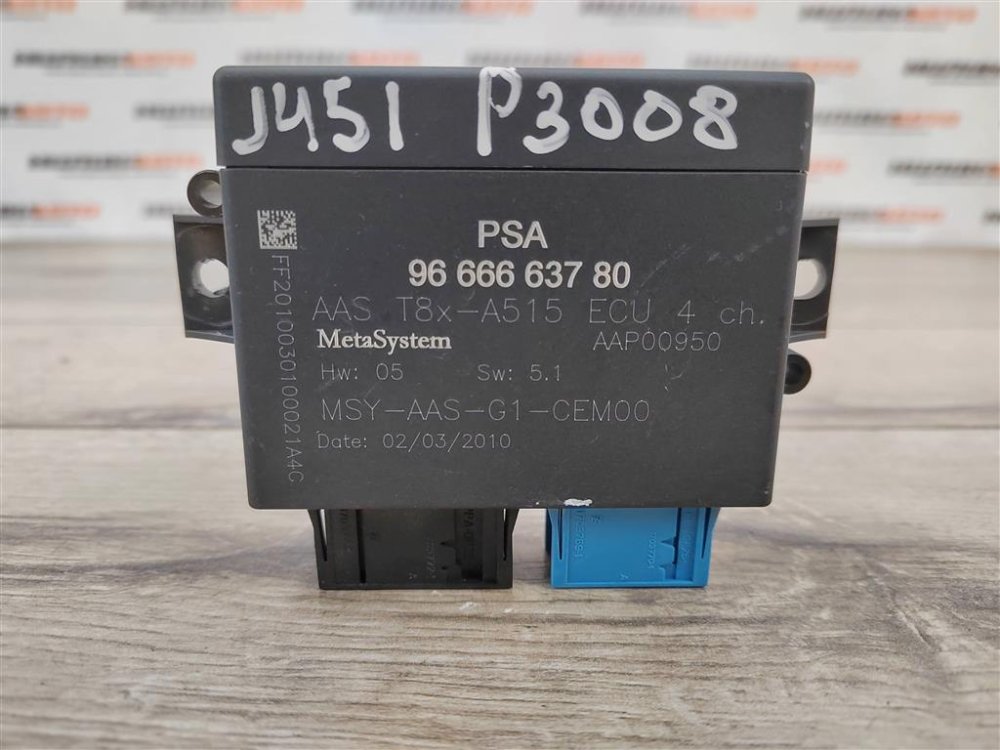 J451 P3008
PSA
96 666 637 80
AAS T8x-A515 ECU 4 ch.
MetaSystem AAP00950
Hw: 05 Sw: 5.1
MSY-AAS-G1-CEM00
Date: 02/03/2010
FF2010030100021A4C